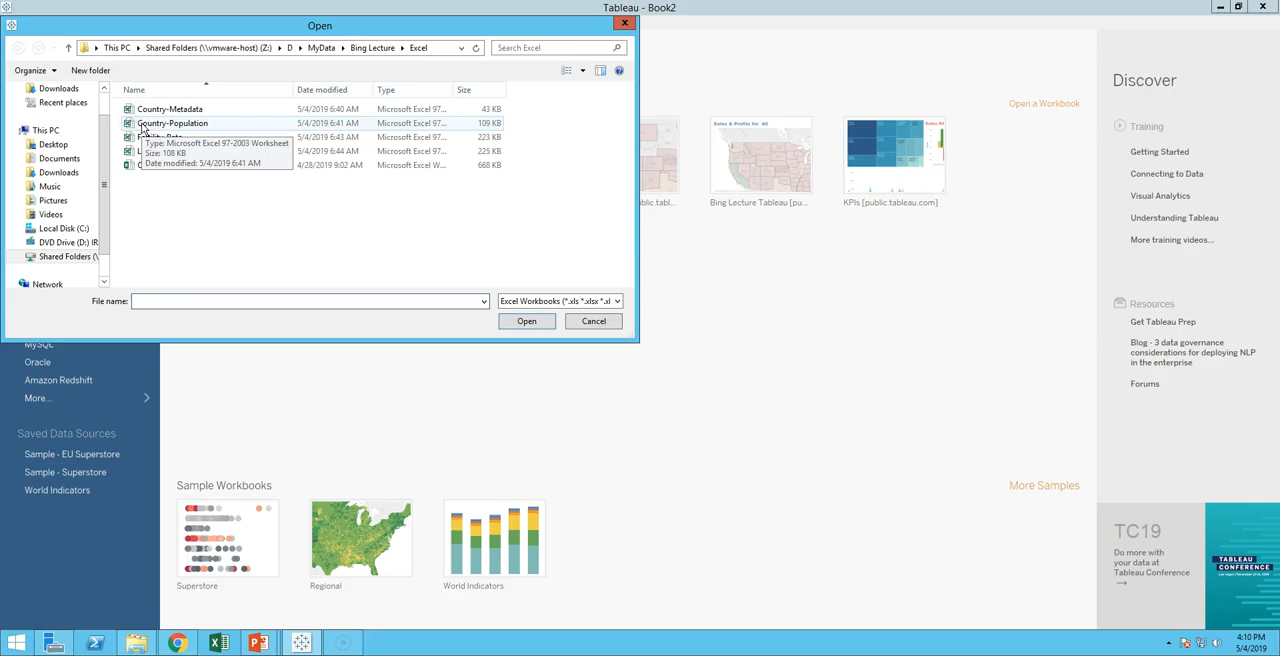 Tableau - Book2
Open
This PC
Shared Folders (\\vmware-host) (Z:)
D
MyData
Bing Lecture
Excel
Search Excel
Organize
New folder
Name
Date modified
Type
Size
Downloads
Recent places
This PC
Desktop
Documents
Downloads
Music
Pictures
Videos
Local Disk (C:)
DVD Drive (D:) IR
Shared Folders (\
Network
Country-Metadata 5/4/2019 6:40 AM Microsoft Excel 97... 43 KB
Country-Population 5/4/2019 6:41 AM Microsoft Excel 97... 109 KB
5/4/2019 6:43 AM Microsoft Excel 97... 223 KB
5/4/2019 6:44 AM Microsoft Excel 97... 225 KB
4/28/2019 9:02 AM Microsoft Excel W... 668 KB
Type: Microsoft Excel 97-2003 Worksheet
Size: 108 KB
Date modified: 5/4/2019 6:41 AM
File name:
Excel Workbooks (*.xls *.xlsx *.xl
Open
Cancel
Open a Workbook
Sales & Profits for All
Bing Lecture Tableau [pu...
KPIs [public.tableau.com]
MySQL
Oracle
Amazon Redshift
More...
Saved Data Sources
Sample - EU Superstore
Sample - Superstore
World Indicators
Sample Workbooks
More Samples
Superstore
Regional
World Indicators
Discover
Training
Getting Started
Connecting to Data
Visual Analytics
Understanding Tableau
More training videos...
Resources
Get Tableau Prep
Blog - 3 data governance
considerations for deploying NLP
in the enterprise
Forums
TC19
Do more with
your data at
Tableau Conference
→
TABLEAU
CONFERENCE
4:10 PM
5/4/2019